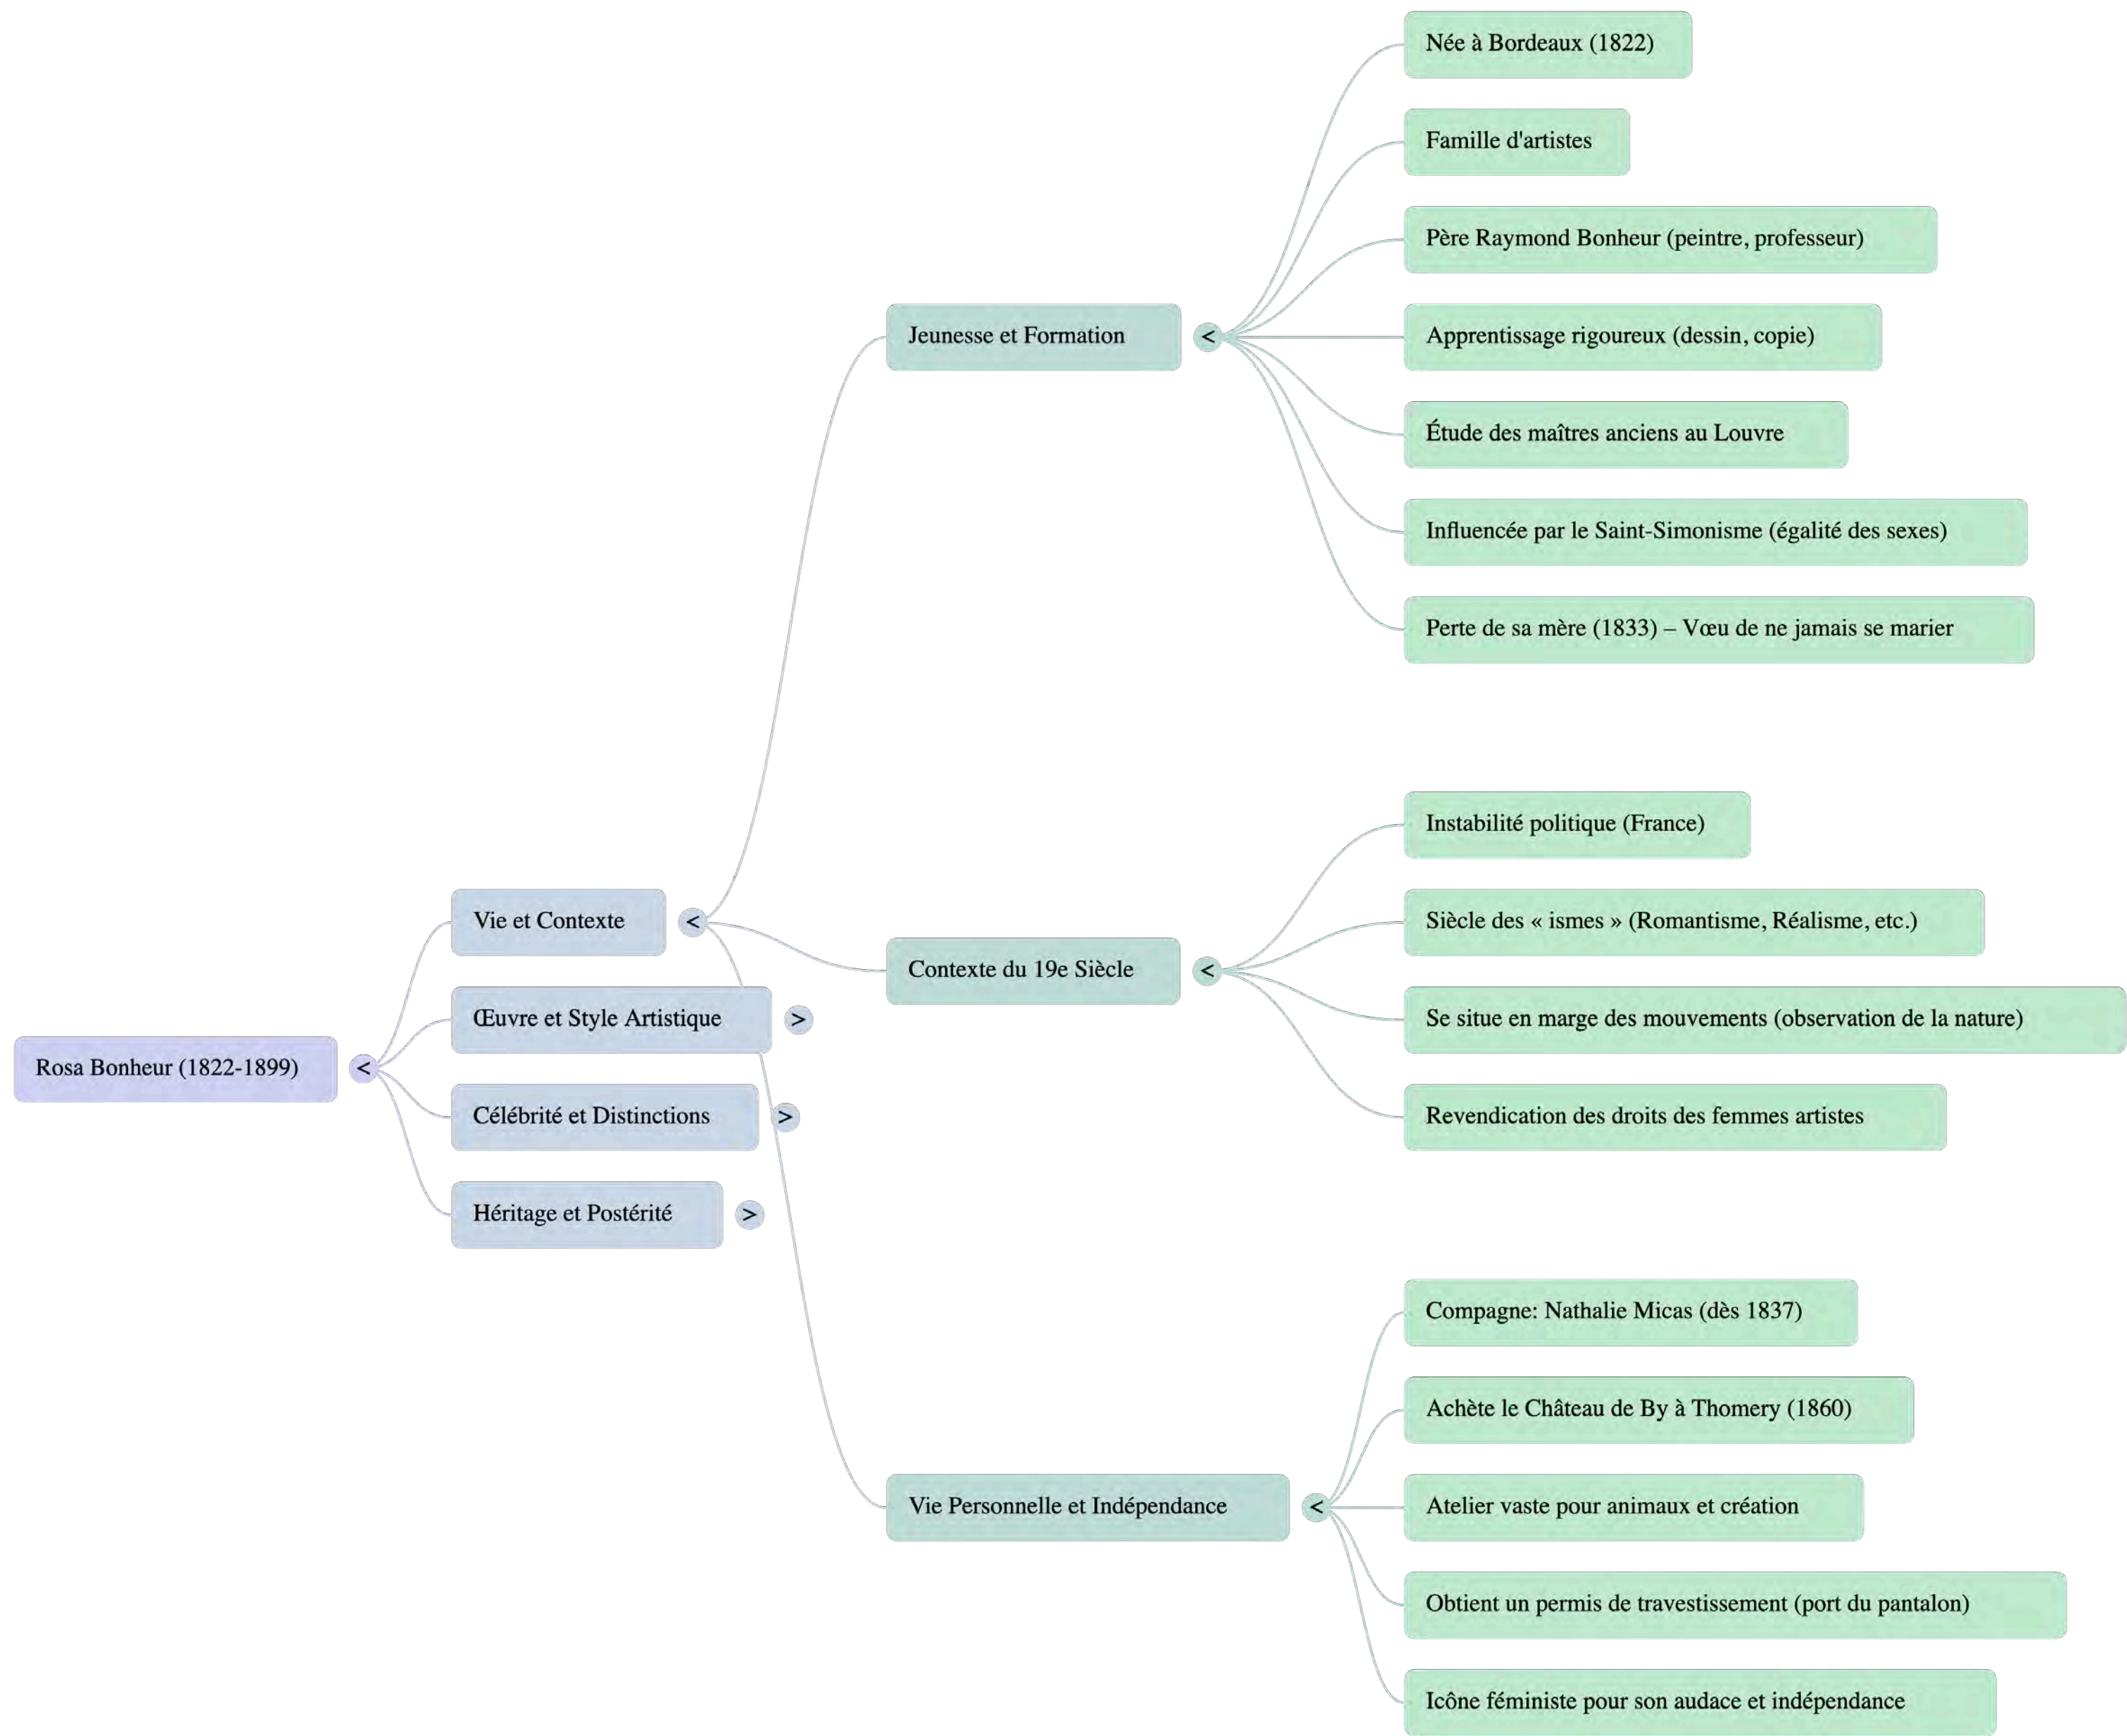 Rosa Bonheur (1822-1899)
<
Vie et Contexte
<
Jeunesse et Formation
<
Née à Bordeaux (1822)
Famille d'artistes
Père Raymond Bonheur (peintre, professeur)
Apprentissage rigoureux (dessin, copie)
Étude des maîtres anciens au Louvre
Influencée par le Saint-Simonisme (égalité des sexes)
Perte de sa mère (1833) – Vœu de ne jamais se marier
Contexte du 19e Siècle
<
Instabilité politique (France)
Siècle des « ismes » (Romantisme, Réalisme, etc.)
Se situe en marge des mouvements (observation de la nature)
Revendication des droits des femmes artistes
Vie Personnelle et Indépendance
<
Compagne: Nathalie Micas (dès 1837)
Achète le Château de By à Thomery (1860)
Atelier vaste pour animaux et création
Obtient un permis de travestissement (port du pantalon)
Icône féministe pour son audace et indépendance
Œuvre et Style Artistique
>
Célébrité et Distinctions
>
Héritage et Postérité
>